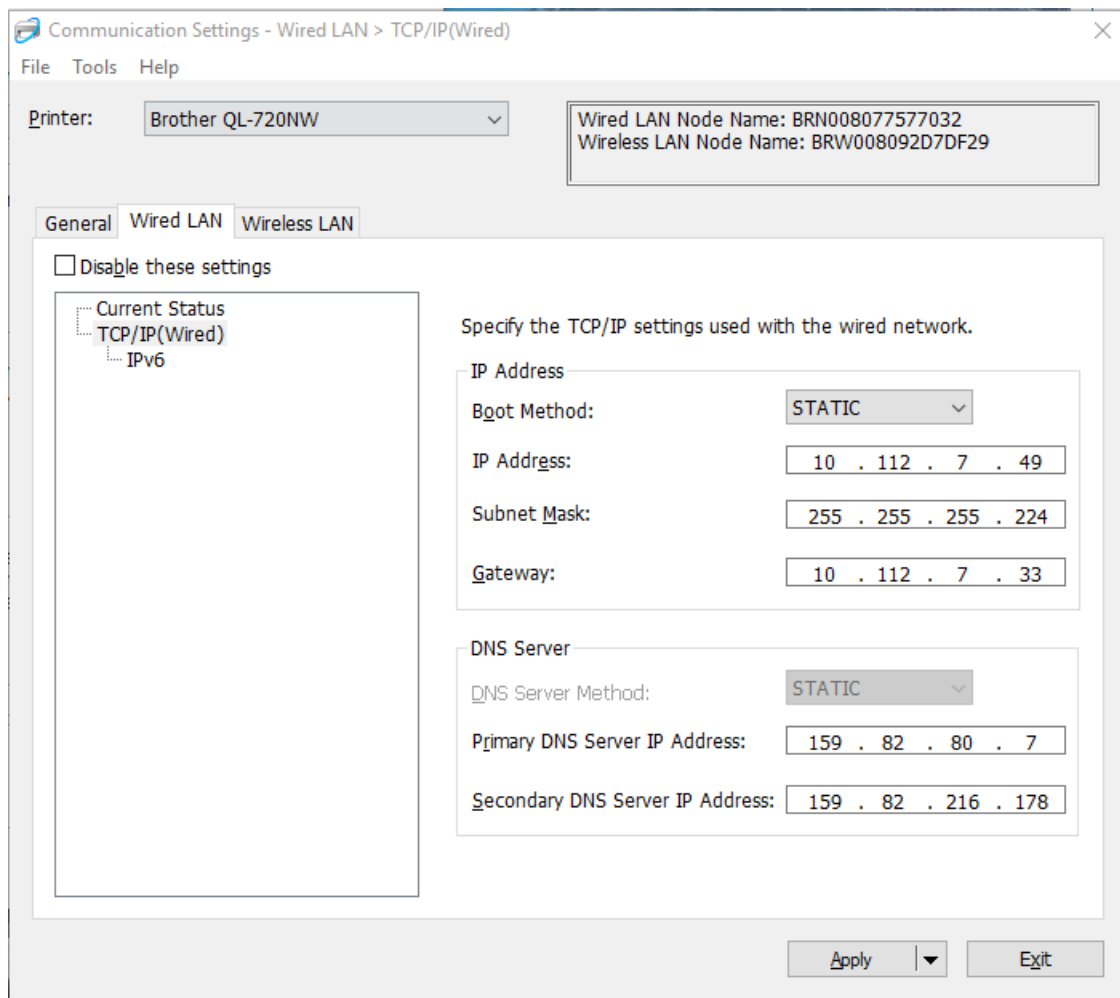 Communication Settings - Wired LAN > TCP/IP(Wired)
File Tools Help
Printer: Brother QL-720NW
Wired LAN Node Name: BRN008077577032
Wireless LAN Node Name: BRW008092D7DF29
General Wired LAN Wireless LAN
Disable these settings
Current Status
TCP/IP(Wired)
IPv6
Specify the TCP/IP settings used with the wired network.
IP Address
Boot Method: STATIC
IP Address: 10 . 112 . 7 . 49
Subnet Mask: 255 . 255 . 255 . 224
Gateway: 10 . 112 . 7 . 33
DNS Server
DNS Server Method: STATIC
Primary DNS Server IP Address: 159 . 82 . 80 . 7
Secondary DNS Server IP Address: 159 . 82 . 216 . 178
Apply Exit